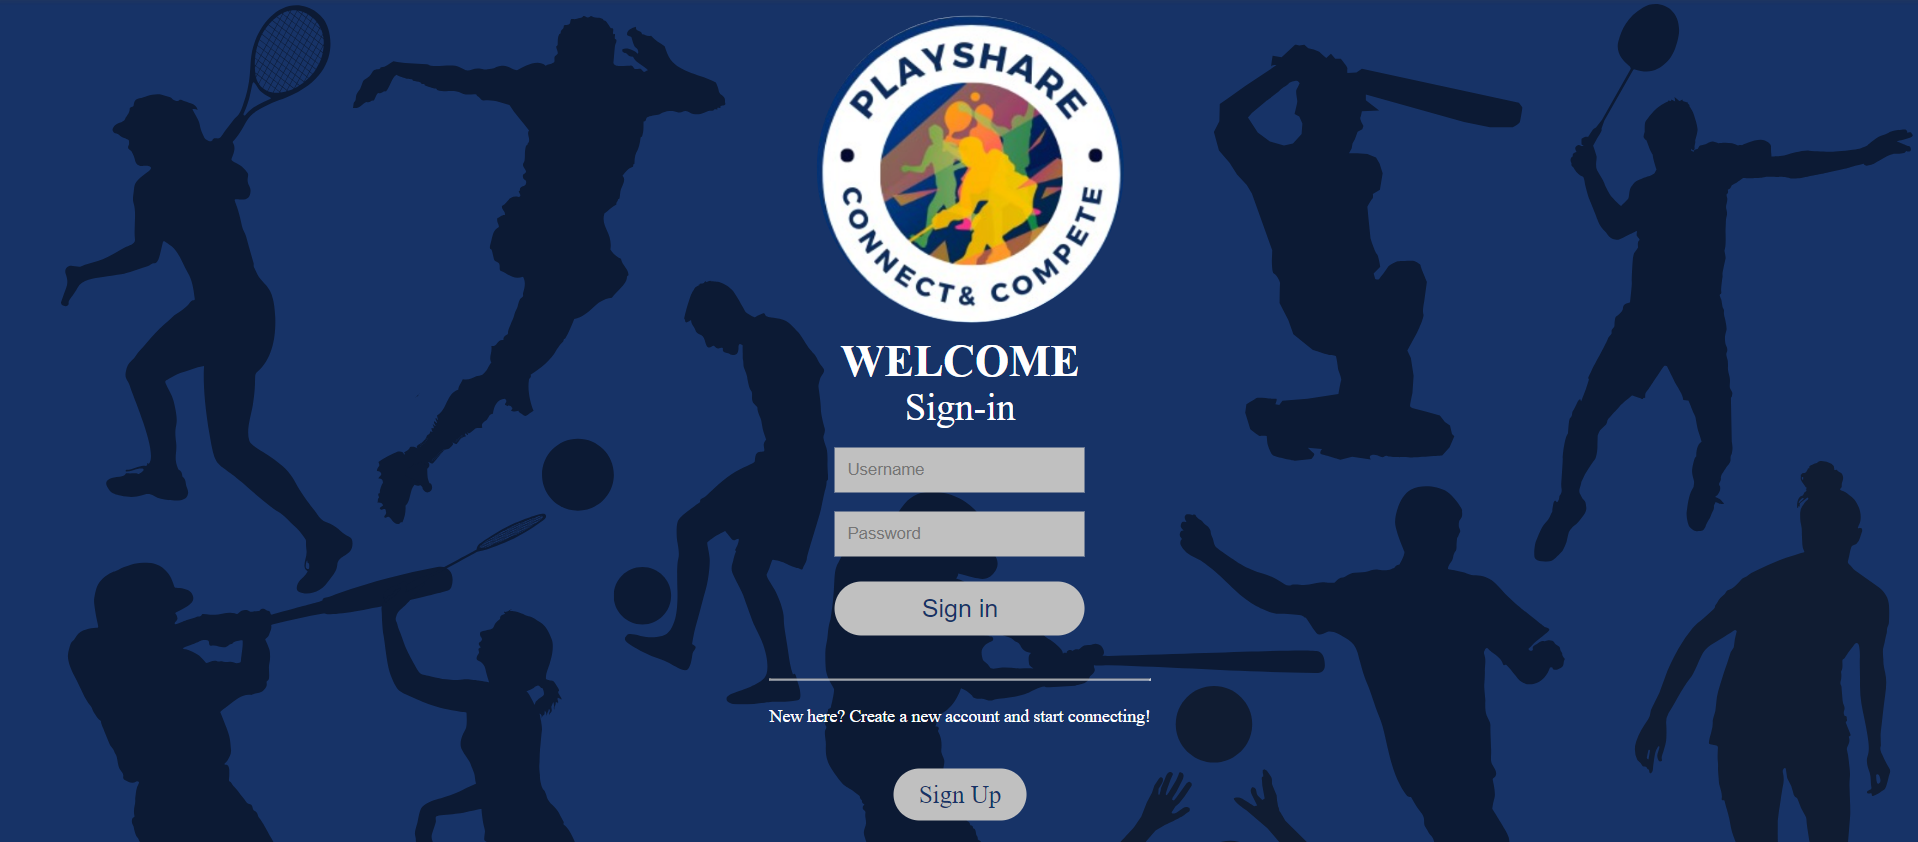 PLAYSHARE
CONNECT& COMPETE
WELCOME
Sign-in
Username
Password
Sign in
New here? Create a new account and start connecting!
Sign Up